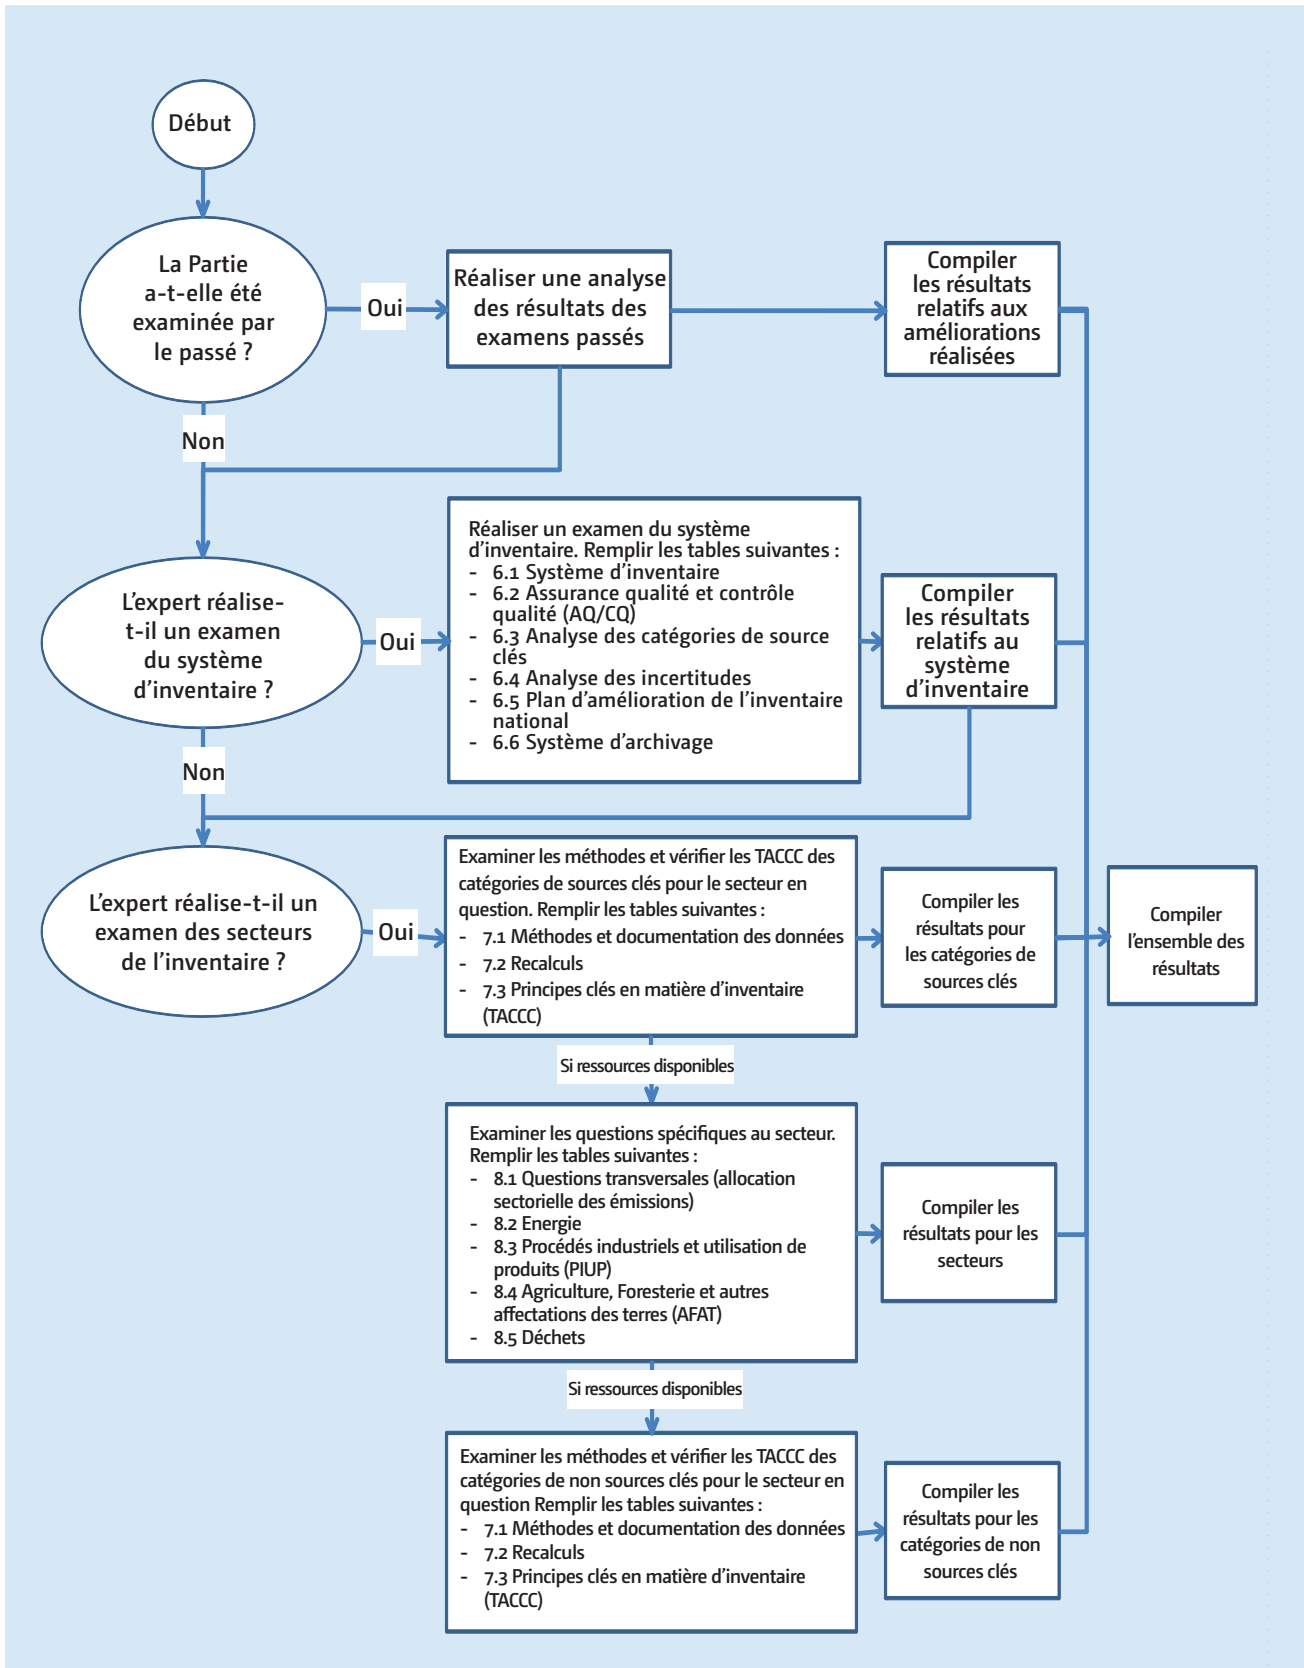 Début
La Partie
a-t-elle été
examinée par
le passé ?
Oui
Réaliser une analyse
des résultats des
examens passés
Compiler
les résultats
relatifs aux
améliorations
réalisées
Non
L'expert réalise-
t-il un examen
du système
d'inventaire ?
Oui
Réaliser un examen du système
d'inventaire. Remplir les tables suivantes :
- 6.1 Système d'inventaire
- 6.2 Assurance qualité et contrôle
qualité (AQ/CQ)
- 6.3 Analyse des catégories de source
clés
- 6.4 Analyse des incertitudes
- 6.5 Plan d'amélioration de l'inventaire
national
- 6.6 Système d'archivage
Compiler
les résultats
relatifs au
système
d'inventaire
Non
L'expert réalise-t-il un
examen des secteurs
de l'inventaire ?
Oui
Examiner les méthodes et vérifier les TACCC des
catégories de sources clés pour le secteur en
question. Remplir les tables suivantes :
- 7.1 Méthodes et documentation des données
- 7.2 Recalculs
- 7.3 Principes clés en matière d'inventaire
(TACCC)
Compiler les
résultats pour
les catégories de
sources clés
Compiler
l'ensemble des
résultats
Si ressources disponibles
Examiner les questions spécifiques au secteur.
Remplir les tables suivantes :
- 8.1 Questions transversales (allocation
sectorielle des émissions)
- 8.2 Energie
- 8.3 Procédés industriels et utilisation de
produits (PIUP)
- 8.4 Agriculture, Foresterie et autres
affectations des terres (AFAT)
- 8.5 Déchets
Compiler les
résultats pour les
secteurs
Si ressources disponibles
Examiner les méthodes et vérifier les TACCC des
catégories de non sources clés pour le secteur en
question Remplir les tables suivantes :
- 7.1 Méthodes et documentation des données
- 7.2 Recalculs
- 7.3 Principes clés en matière d'inventaire
(TACCC)
Compiler les
résultats pour les
catégories de non
sources clés